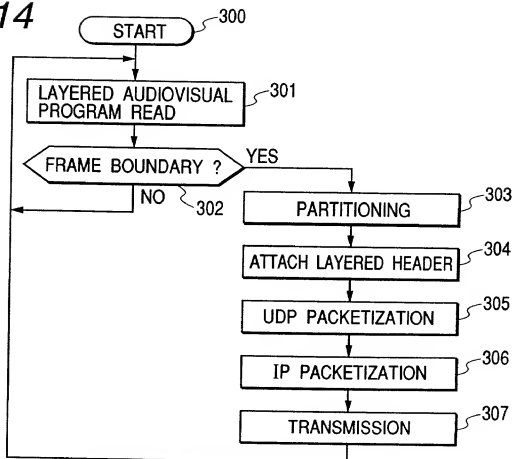 14
START
300
LAYERED AUDIOVISUAL
PROGRAM READ
301
FRAME BOUNDARY ?
YES
NO
302
PARTITIONING
303
ATTACH LAYERED HEADER
304
UDP PACKETIZATION
305
IP PACKETIZATION
306
TRANSMISSION
307